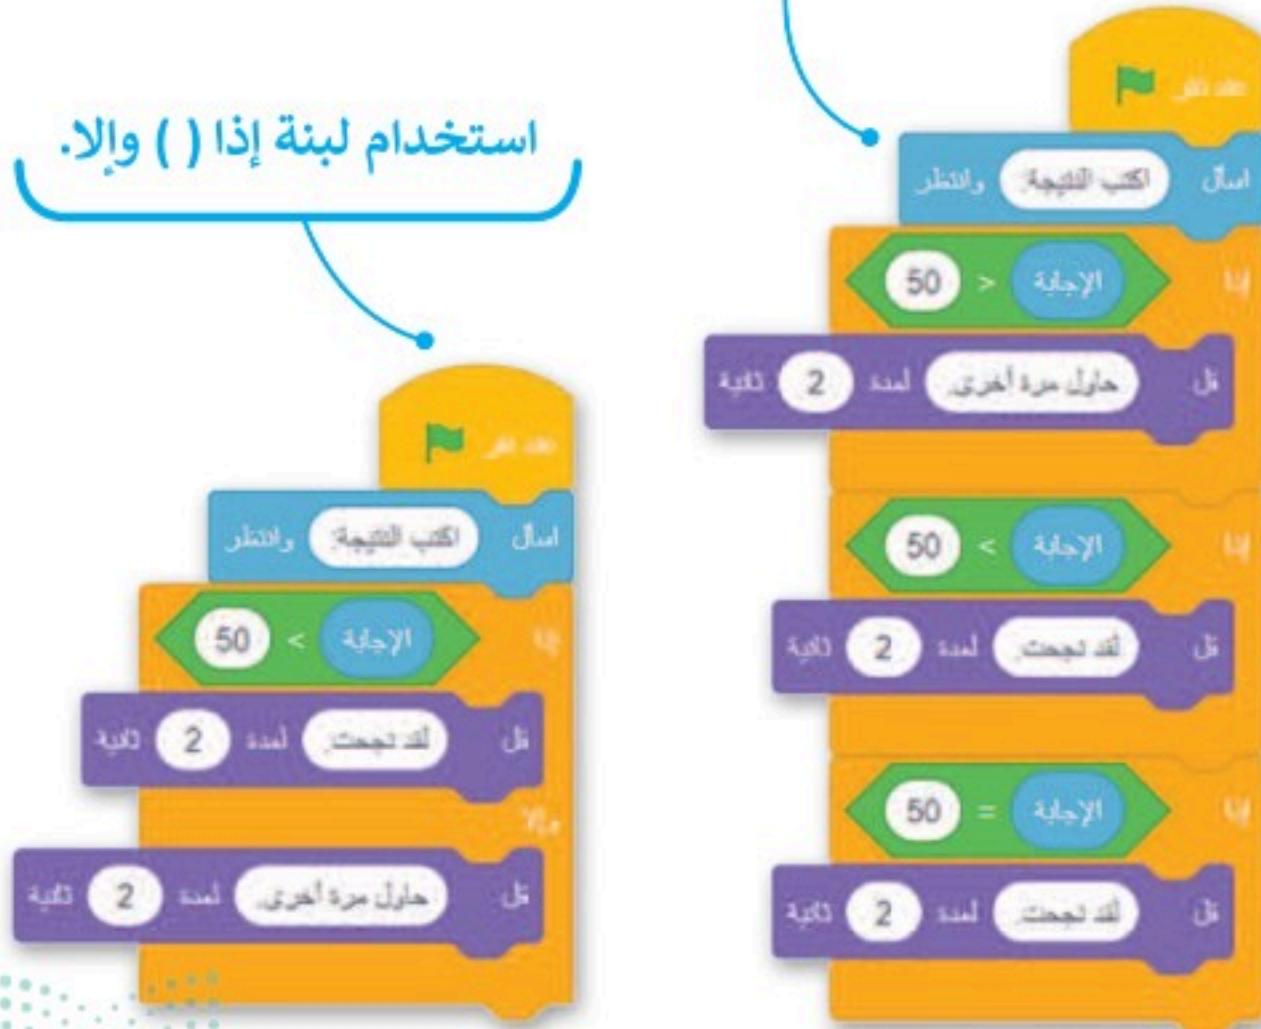 عند نقر
اسأل اكتب النتيجة: وانتظر
إذا الإجابة < 50
قل حاول مرة أخرى. لمدة 2 ثانية
إذا الإجابة > 50
قل لقد نجحت. لمدة 2 ثانية
إذا الإجابة = 50
قل لقد نجحت. لمدة 2 ثانية
استخدام لبنة إذا ( ) وإلا.
عند نقر
اسأل اكتب النتيجة: وانتظر
إذا الإجابة > 50
قل لقد نجحت. لمدة 2 ثانية
وإلا
قل حاول مرة أخرى. لمدة 2 ثانية